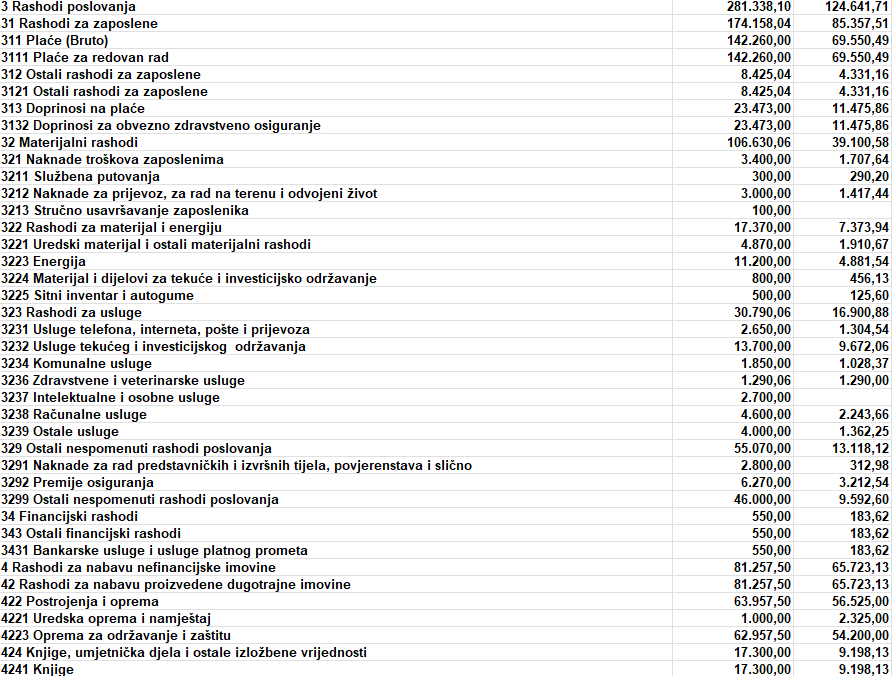 3 Rashodi poslovanja 281.338,10 124.641,71
31 Rashodi za zaposlene 174.158,04 85.357,51
311 Plaće (Bruto) 142.260,00 69.550,49
3111 Plaće za redovan rad 142.260,00 69.550,49
312 Ostali rashodi za zaposlene 8.425,04 4.331,16
3121 Ostali rashodi za zaposlene 8.425,04 4.331,16
313 Doprinosi na plaće 23.473,00 11.475,86
3132 Doprinosi za obvezno zdravstveno osiguranje 23.473,00 11.475,86
32 Materijalni rashodi 106.630,06 39.100,58
321 Naknade troškova zaposlenima 3.400,00 1.707,64
3211 Službena putovanja 300,00 290,20
3212 Naknade za prijevoz, za rad na terenu i odvojeni život 3.000,00 1.417,44
3213 Stručno usavršavanje zaposlenika 100,00
322 Rashodi za materijal i energiju 17.370,00 7.373,94
3221 Uredski materijal i ostali materijalni rashodi 4.870,00 1.910,67
3223 Energija 11.200,00 4.881,54
3224 Materijal i dijelovi za tekuće i investicijsko održavanje 800,00 456,13
3225 Sitni inventar i autogume 500,00 125,60
323 Rashodi za usluge 30.790,06 16.900,88
3231 Usluge telefona, interneta, pošte i prijevoza 2.650,00 1.304,54
3232 Usluge tekućeg i investicijskog  održavanja 13.700,00 9.672,06
3234 Komunalne usluge 1.850,00 1.028,37
3236 Zdravstvene i veterinarske usluge 1.290,06 1.290,00
3237 Intelektualne i osobne usluge 2.700,00
3238 Računalne usluge 4.600,00 2.243,66
3239 Ostale usluge 4.000,00 1.362,25
329 Ostali nespomenuti rashodi poslovanja 55.070,00 13.118,12
3291 Naknade za rad predstavničkih i izvršnih tijela, povjerenstava i slično 2.800,00 312,98
3292 Premije osiguranja 6.270,00 3.212,54
3299 Ostali nespomenuti rashodi poslovanja 46.000,00 9.592,60
34 Financijski rashodi 550,00 183,62
343 Ostali financijski rashodi 550,00 183,62
3431 Bankarske usluge i usluge platnog prometa 550,00 183,62
4 Rashodi za nabavu nefinancijske imovine 81.257,50 65.723,13
42 Rashodi za nabavu proizvedene dugotrajne imovine 81.257,50 65.723,13
422 Postrojenja i oprema 63.957,50 56.525,00
4221 Uredska oprema i namještaj 1.000,00 2.325,00
4223 Oprema za održavanje i zaštitu 62.957,50 54.200,00
424 Knjige, umjetnička djela i ostale izložbene vrijednosti 17.300,00 9.198,13
4241 Knjige 17.300,00 9.198,13